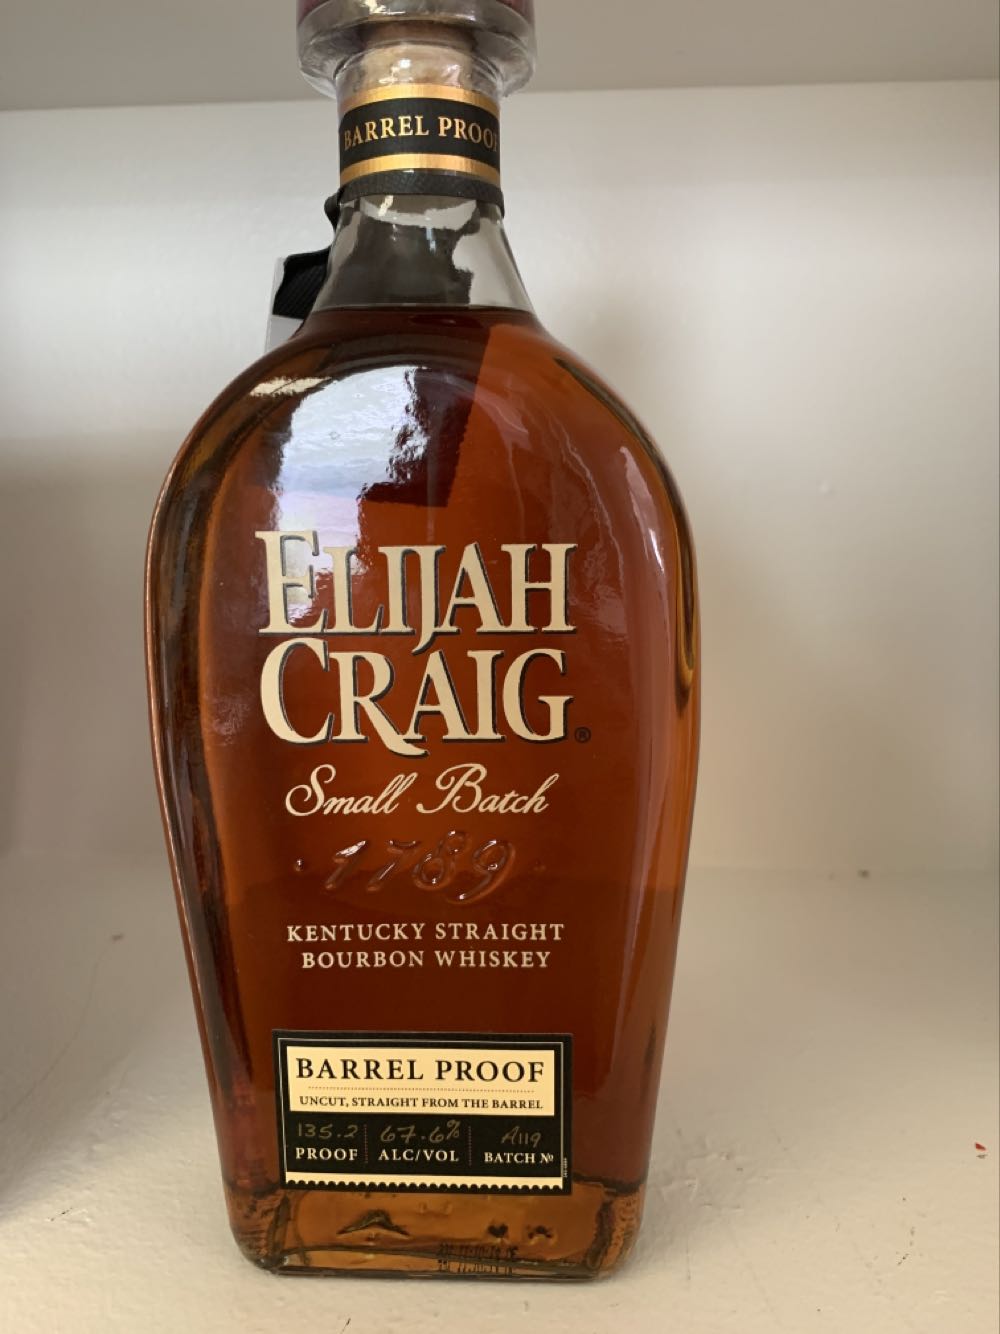 BARREL PROOF
ELIJAH
CRAIG®
Small Batch
· 1789 ·
KENTUCKY STRAIGHT
BOURBON WHISKEY
BARREL PROOF
UNCUT, STRAIGHT FROM THE BARREL
135.2 67.6% A119
PROOF ALC/VOL BATCH №